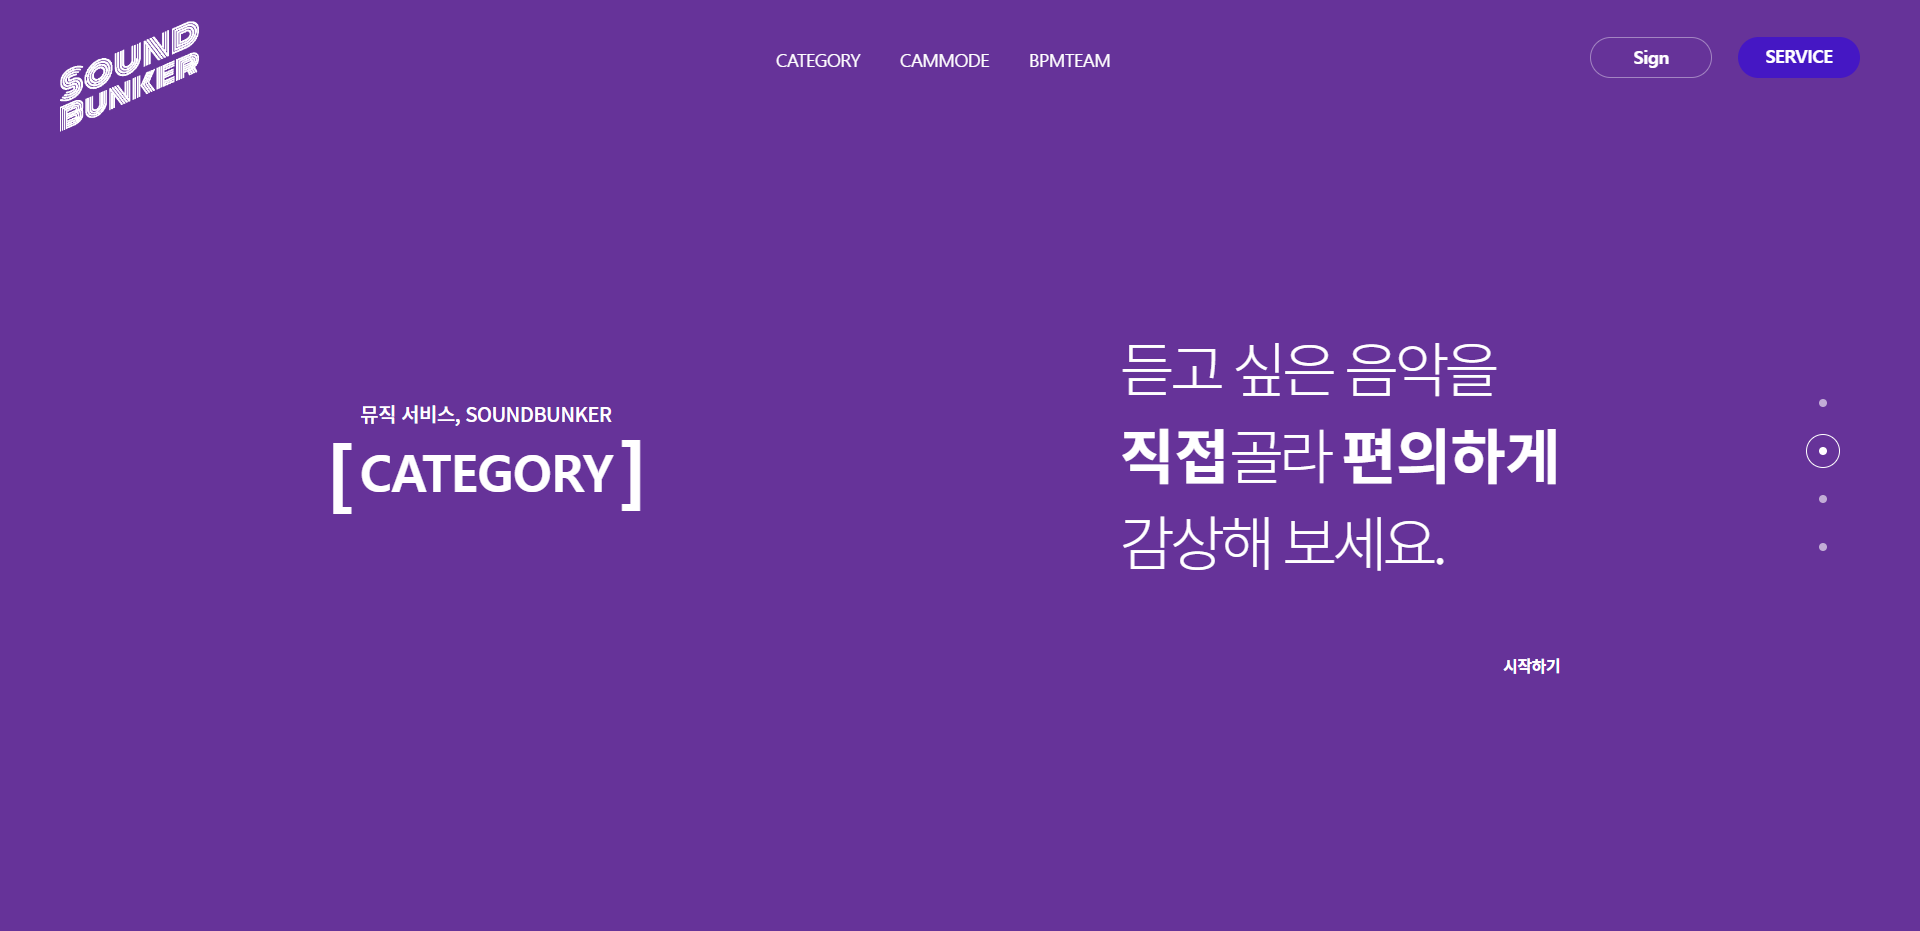 SOUND
BUNKER
CATEGORY
CAMMODE
BPMTEAM
Sign
SERVICE
뮤직 서비스, SOUNDBUNKER
[CATEGORY]
듣고 싶은 음악을
직접골라 편의하게
감상해 보세요.
시작하기